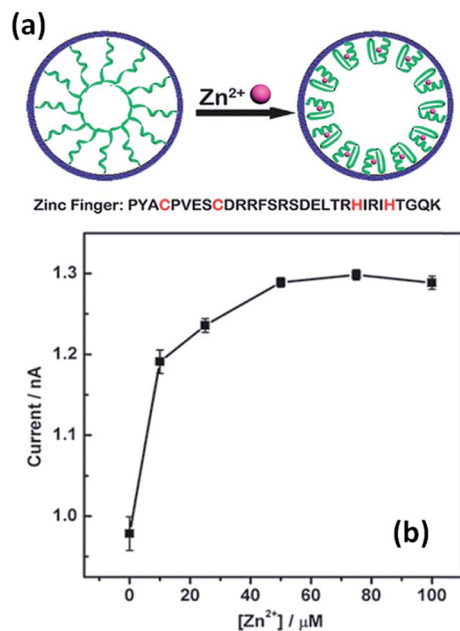 (a)
Zn²⁺
Zinc Finger: PYACPVESCDRRFSRSDELTRHIRIHTGQK
1.3
1.2
1.1
1.0
Current / nA
(b)
0 20 40 60 80 100
[Zn²⁺] / μM